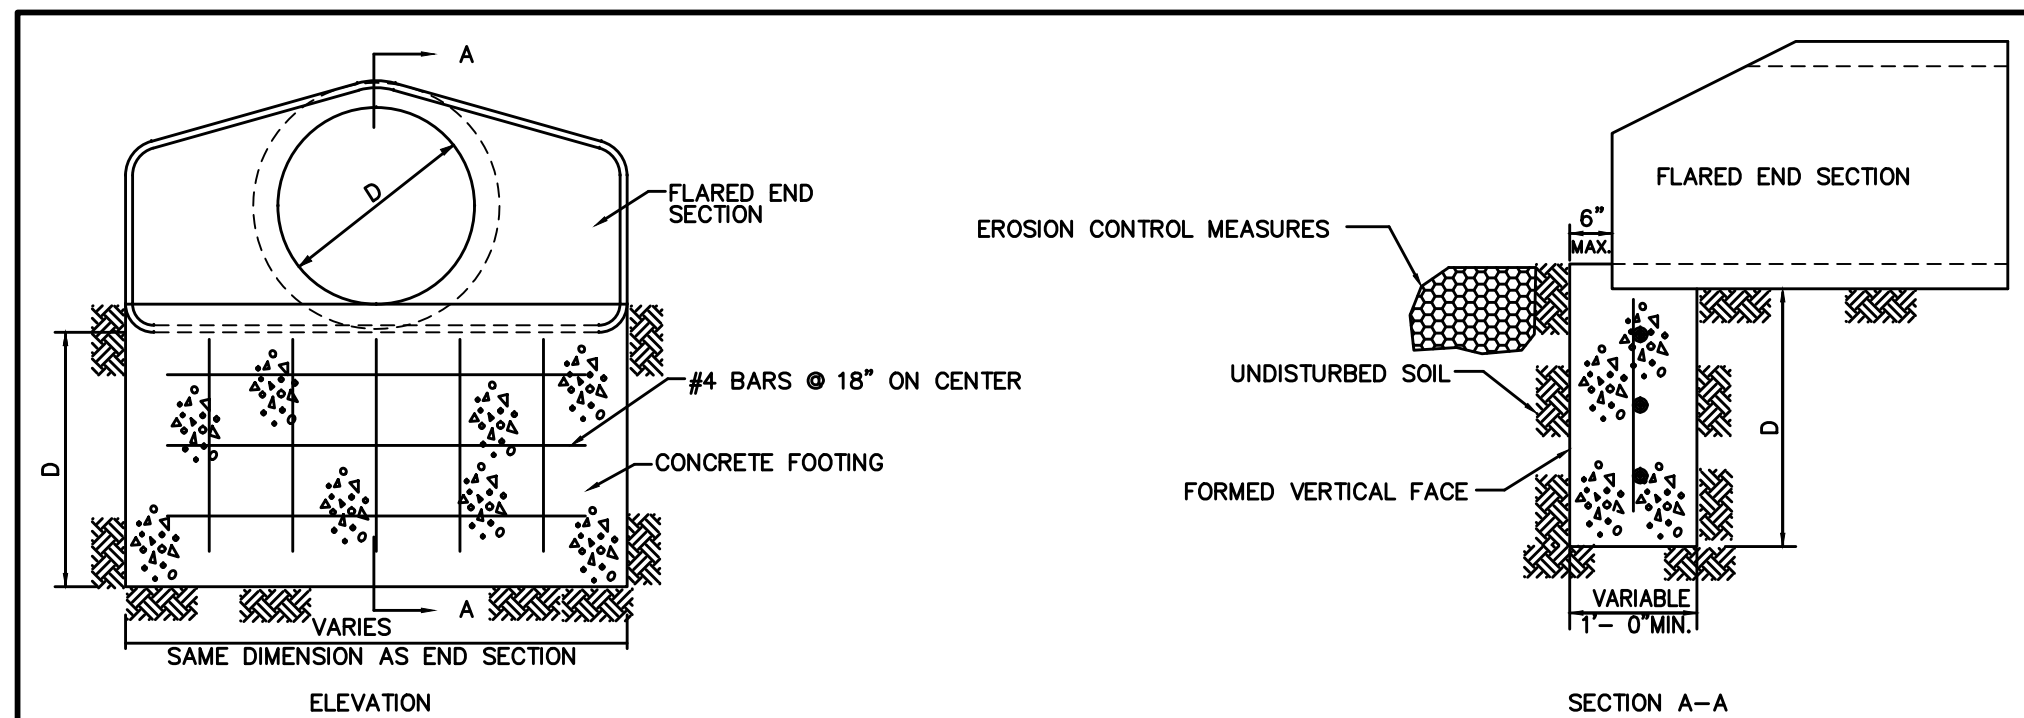 A
D
FLARED END
SECTION
#4 BARS @ 18" ON CENTER
D
CONCRETE FOOTING
A
VARIES
SAME DIMENSION AS END SECTION
ELEVATION
FLARED END SECTION
6"
MAX.
EROSION CONTROL MEASURES
UNDISTURBED SOIL
D
FORMED VERTICAL FACE
VARIABLE
1'- 0"MIN.
SECTION A-A